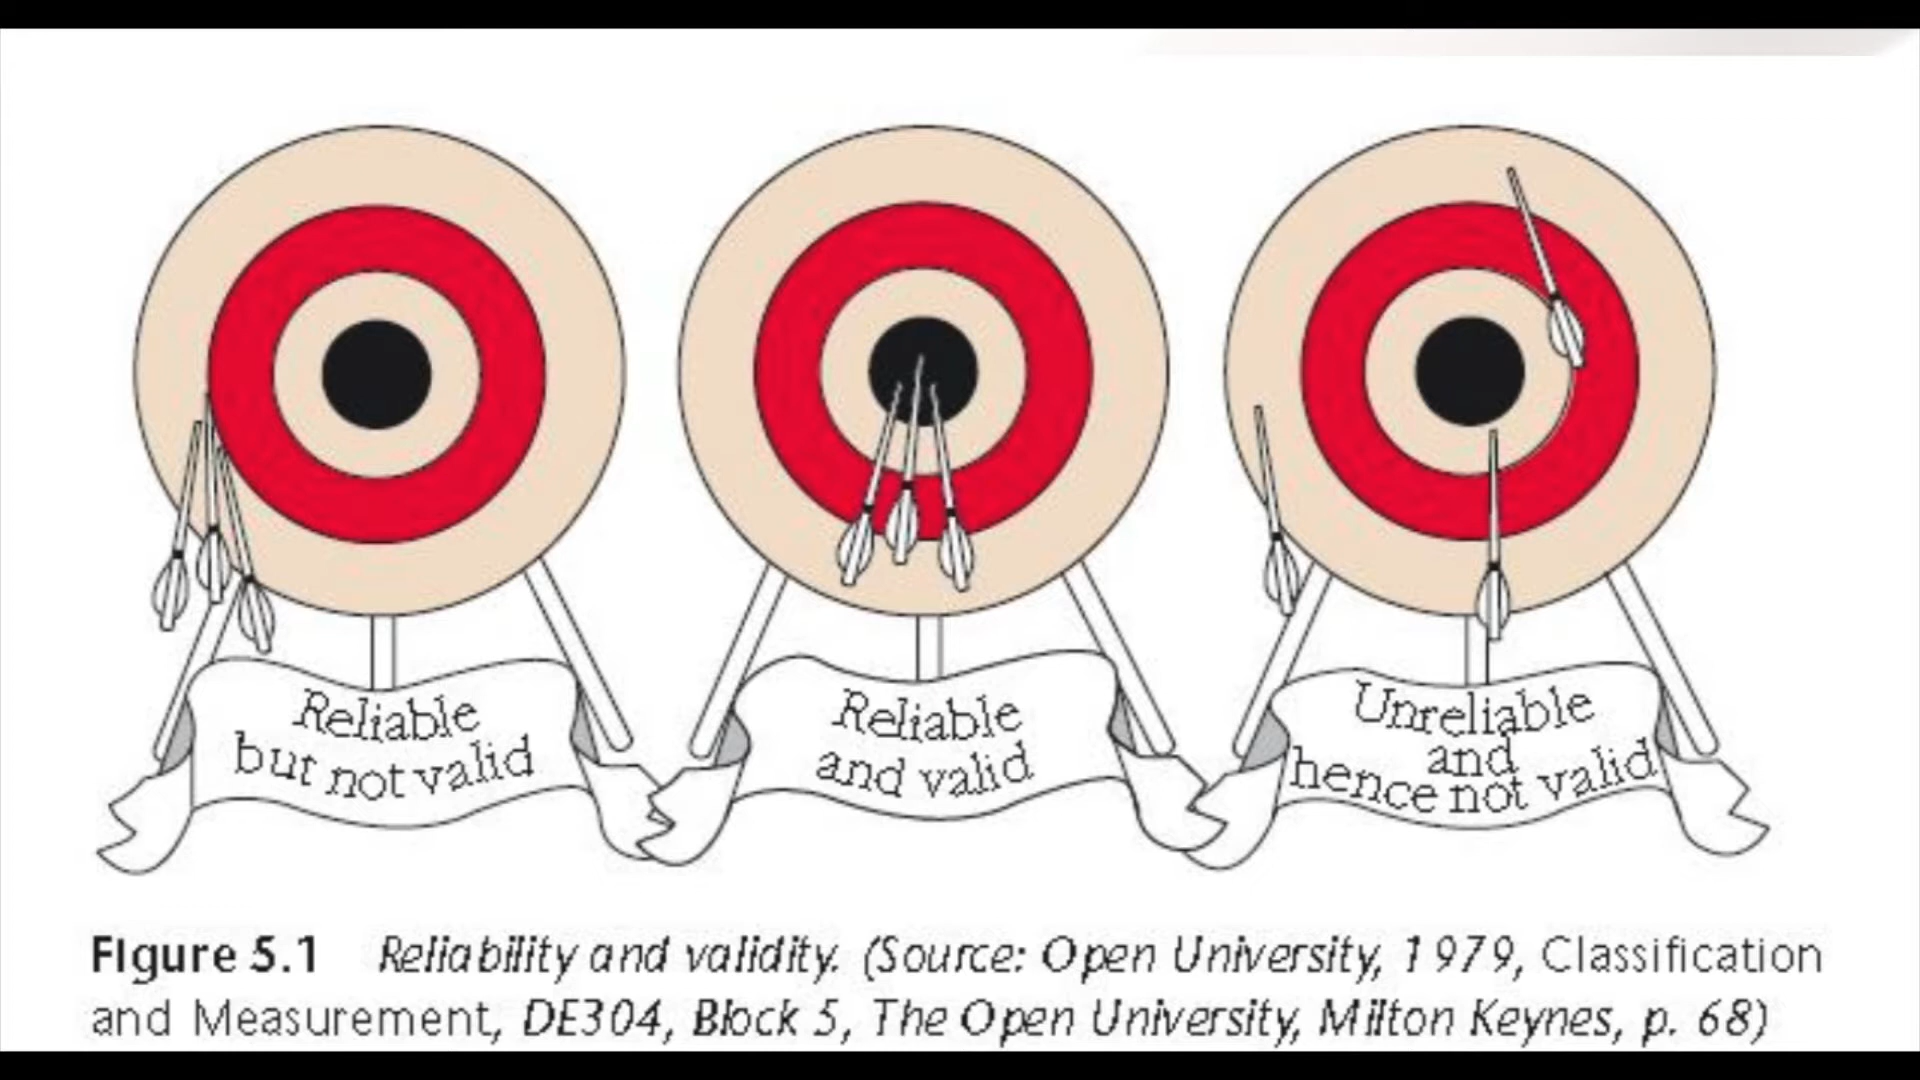 Reliable
but not valid
Reliable
and valid
Unreliable
and
hence not valid
Figure 5.1 Reliability and validity. (Source: Open University, 1979, Classification
and Measurement, DE304, Block 5, The Open University, Milton Keynes, p. 68)